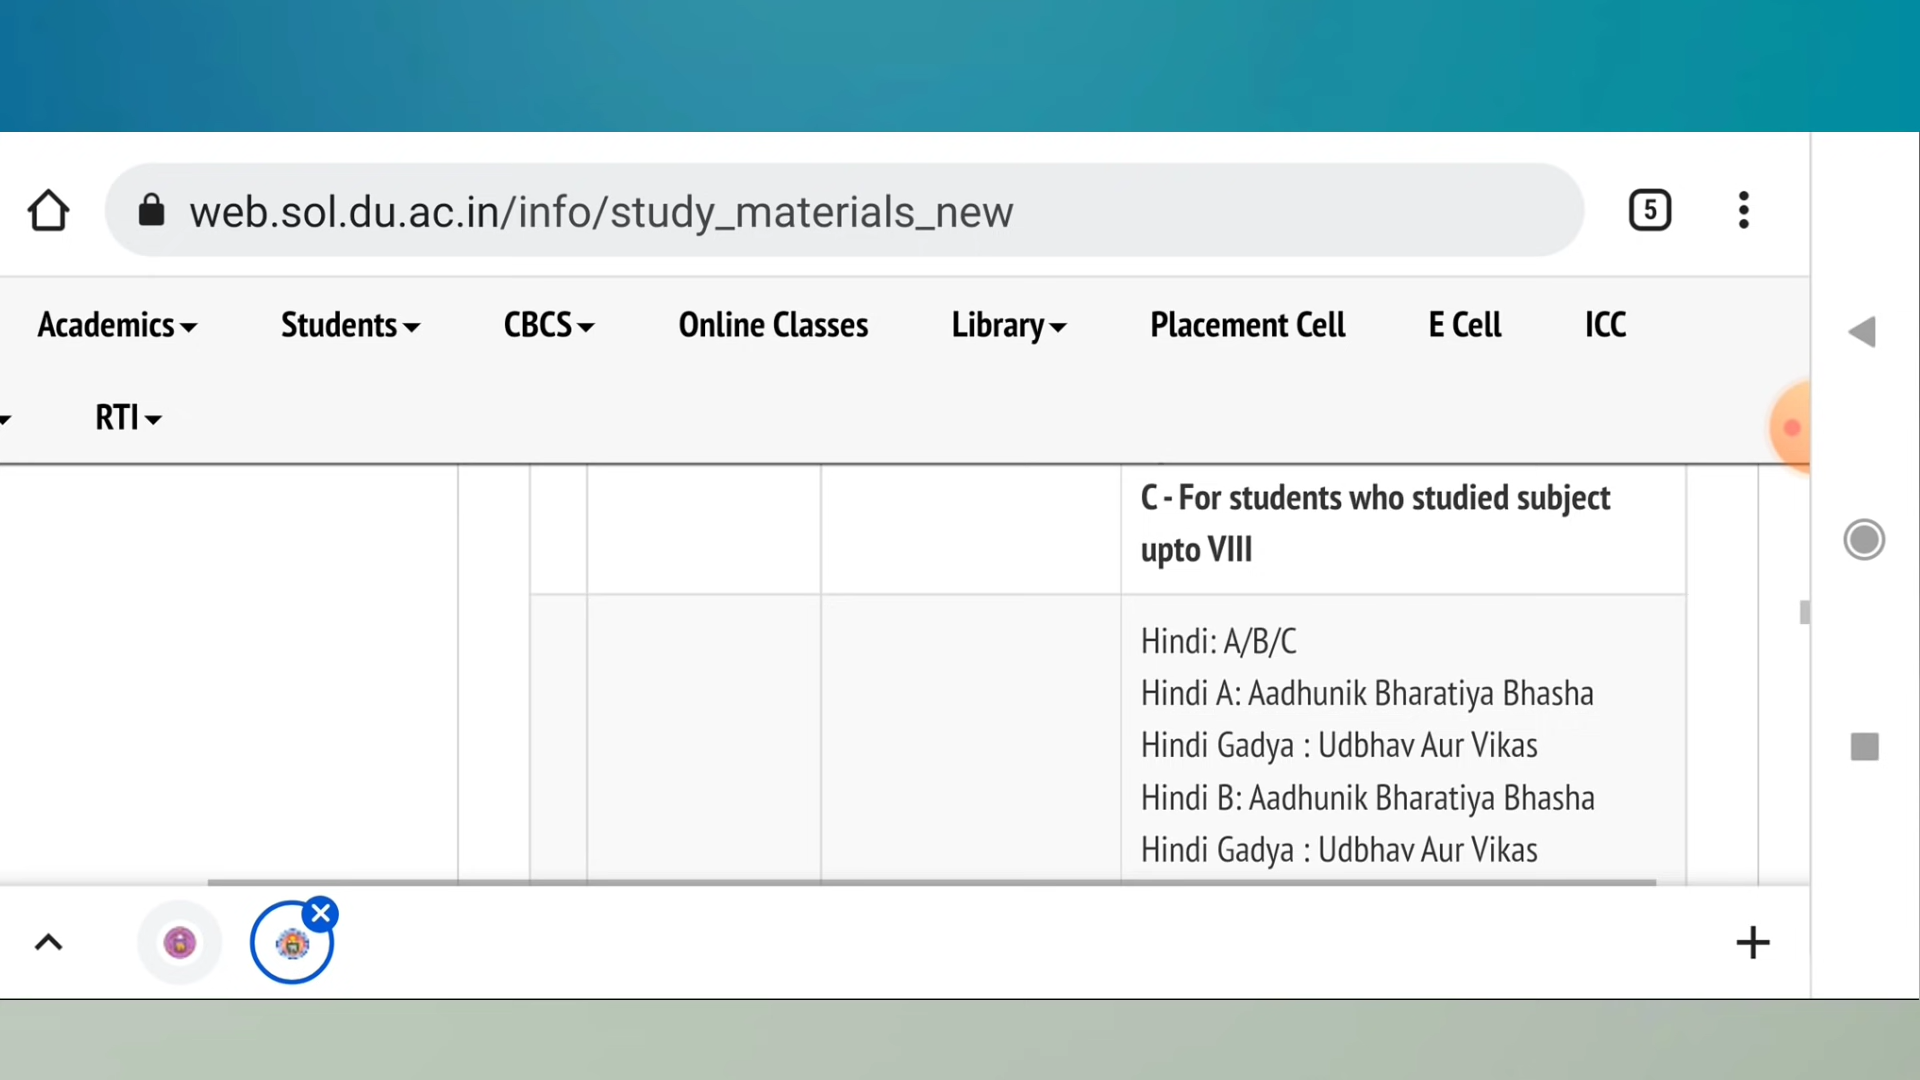 web.sol.du.ac.in/info/study_materials_new
5
Academics
Students
CBCS
Online Classes
Library
Placement Cell
E Cell
ICC
RTI
C - For students who studied subject
upto VIII
Hindi: A/B/C
Hindi A: Aadhunik Bharatiya Bhasha
Hindi Gadya : Udbhav Aur Vikas
Hindi B: Aadhunik Bharatiya Bhasha
Hindi Gadya : Udbhav Aur Vikas